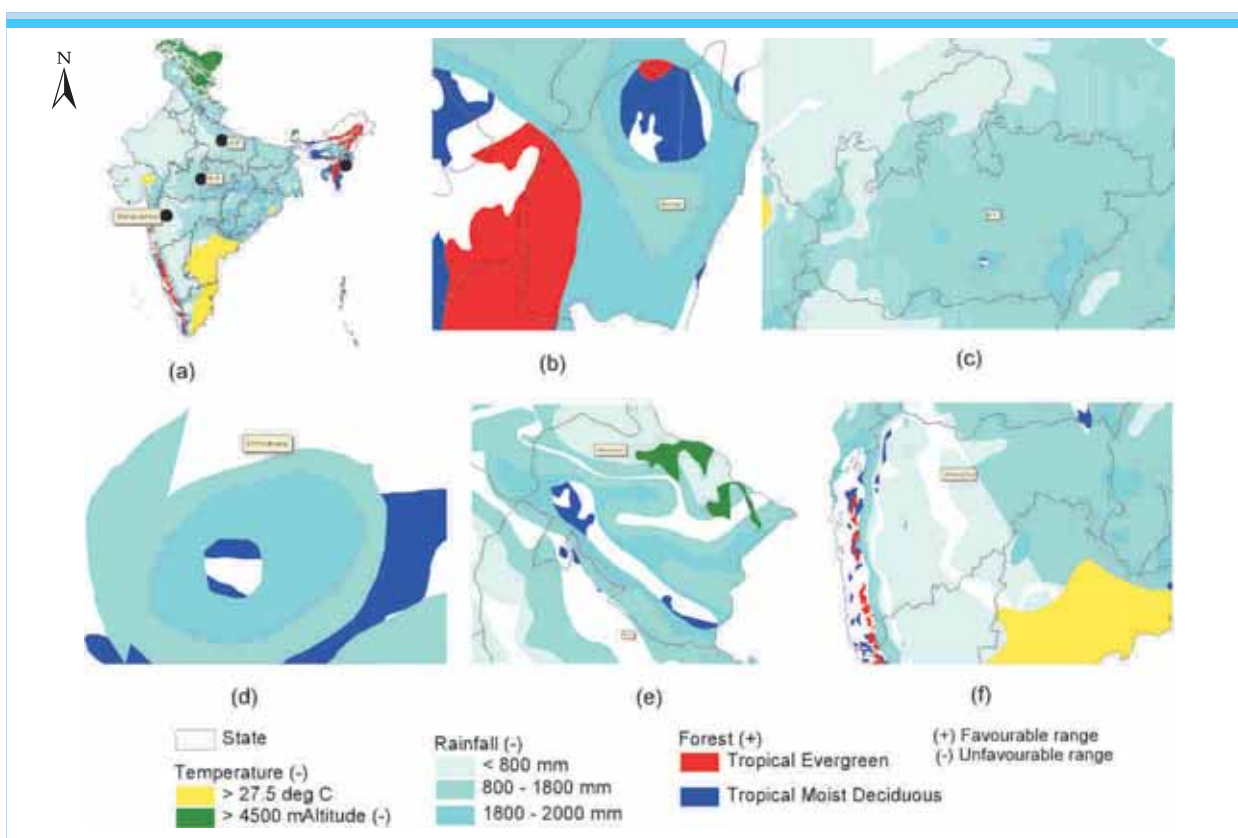 N
(a)
(b)
(c)
(d)
(e)
(f)
State
Temperature (-)
> 27.5 deg C
> 4500 mAltitude (-)
Rainfall (-)
< 800 mm
800 - 1800 mm
1800 - 2000 mm
Forest (+)
Tropical Evergreen
Tropical Moist Deciduous
(+) Favourable range
(-) Unfavourable range